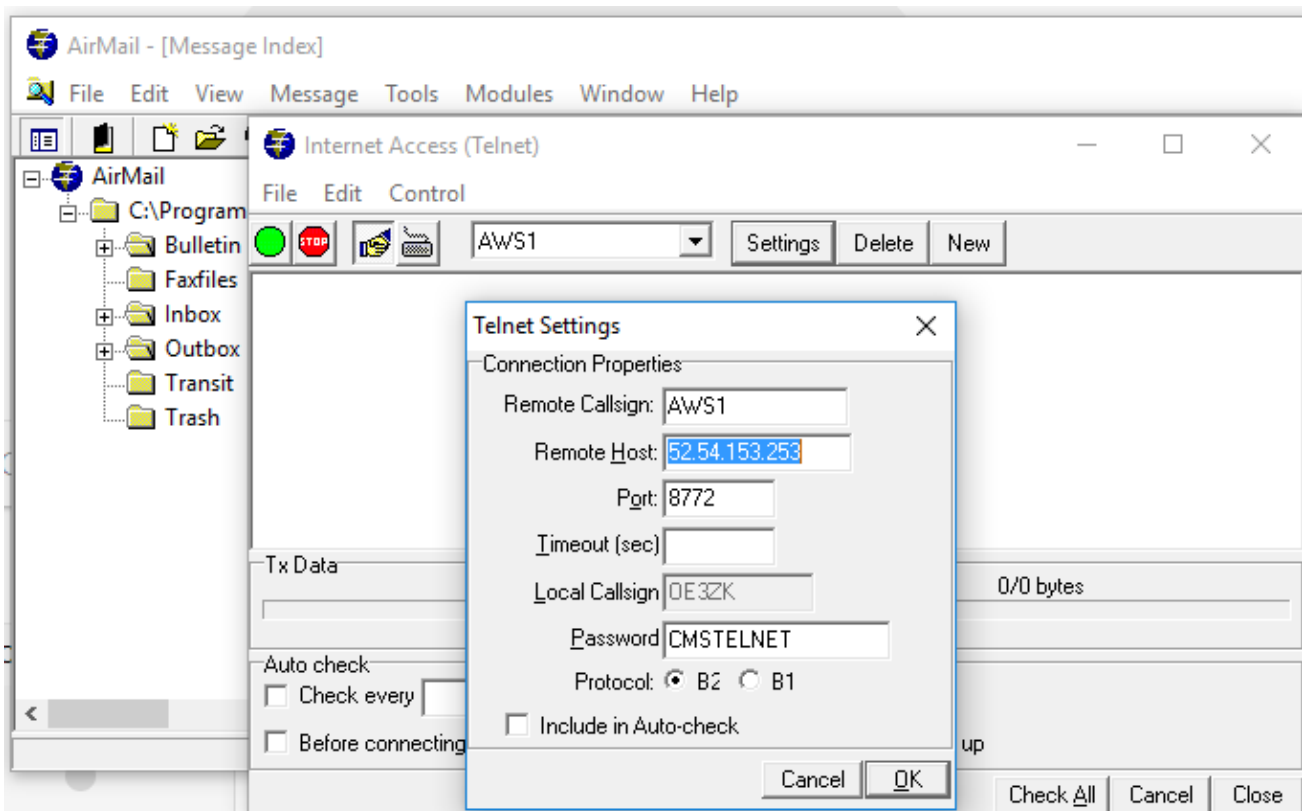 AirMail - [Message Index]
File Edit View Message Tools Modules Window Help
Internet Access (Telnet)
File Edit Control
STOP
AWS1 Settings Delete New
AirMail
C:\Program
Bulletin
Faxfiles
Inbox
Outbox
Transit
Trash
Telnet Settings
Connection Properties
Remote Callsign: AWS1
Remote Host: 52.54.153.253
Port: 8772
Timeout (sec)
Local Callsign OE3ZK
Password CMSTELNET
Protocol: B2 B1
Include in Auto-check
Cancel OK
Tx Data
0/0 bytes
Auto check
Check every
Before connecting
up
Check All Cancel Close